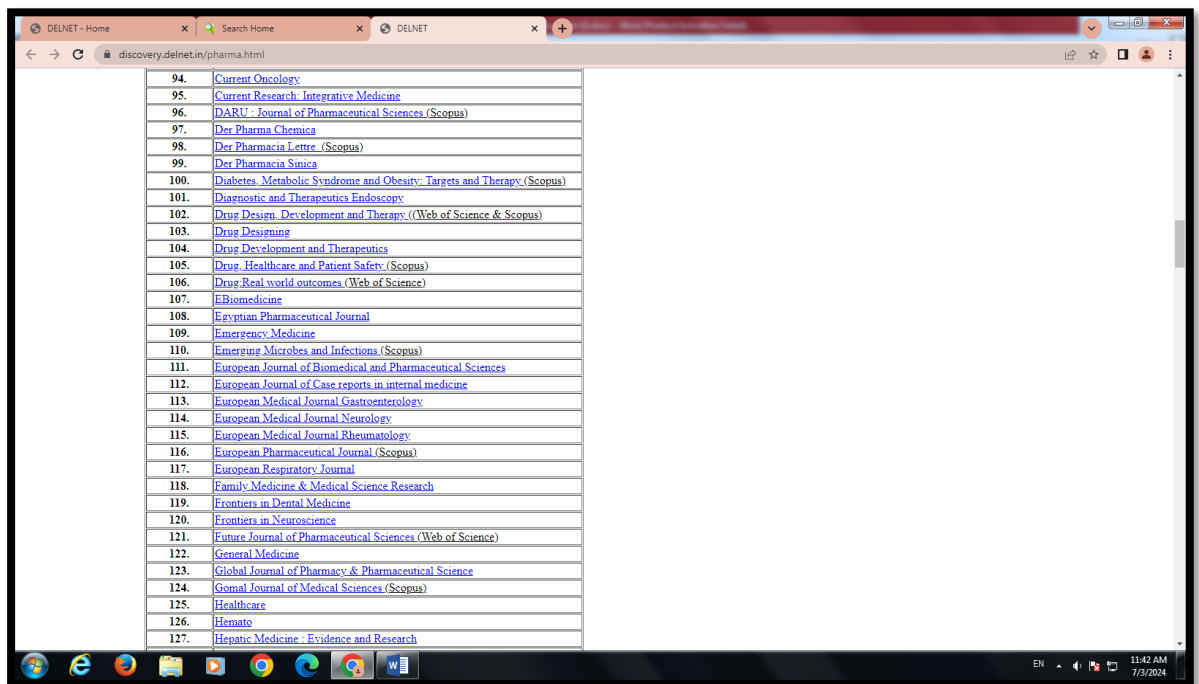 DELNET - Home
Search Home
DELNET
discovery.delnet.in/pharma.html
94. Current Oncology
95. Current Research: Integrative Medicine
96. DARU : Journal of Pharmaceutical Sciences (Scopus)
97. Der Pharma Chemica
98. Der Pharmacia Lettre (Scopus)
99. Der Pharmacia Sinica
100. Diabetes, Metabolic Syndrome and Obesity: Targets and Therapy (Scopus)
101. Diagnostic and Therapeutics Endoscopy
102. Drug Design, Development and Therapy ((Web of Science & Scopus)
103. Drug Designing
104. Drug Development and Therapeutics
105. Drug, Healthcare and Patient Safety (Scopus)
106. Drug:Real world outcomes (Web of Science)
107. EBiomedicine
108. Egyptian Pharmaceutical Journal
109. Emergency Medicine
110. Emerging Microbes and Infections (Scopus)
111. European Journal of Biomedical and Pharmaceutical Sciences
112. European Journal of Case reports in internal medicine
113. European Medical Journal Gastroenterology
114. European Medical Journal Neurology
115. European Medical Journal Rheumatology
116. European Pharmaceutical Journal (Scopus)
117. European Respiratory Journal
118. Family Medicine & Medical Science Research
119. Frontiers in Dental Medicine
120. Frontiers in Neuroscience
121. Future Journal of Pharmaceutical Sciences (Web of Science)
122. General Medicine
123. Global Journal of Pharmacy & Pharmaceutical Science
124. Gomal Journal of Medical Sciences (Scopus)
125. Healthcare
126. Hemato
127. Hepatic Medicine : Evidence and Research
EN
11:42 AM
7/3/2024